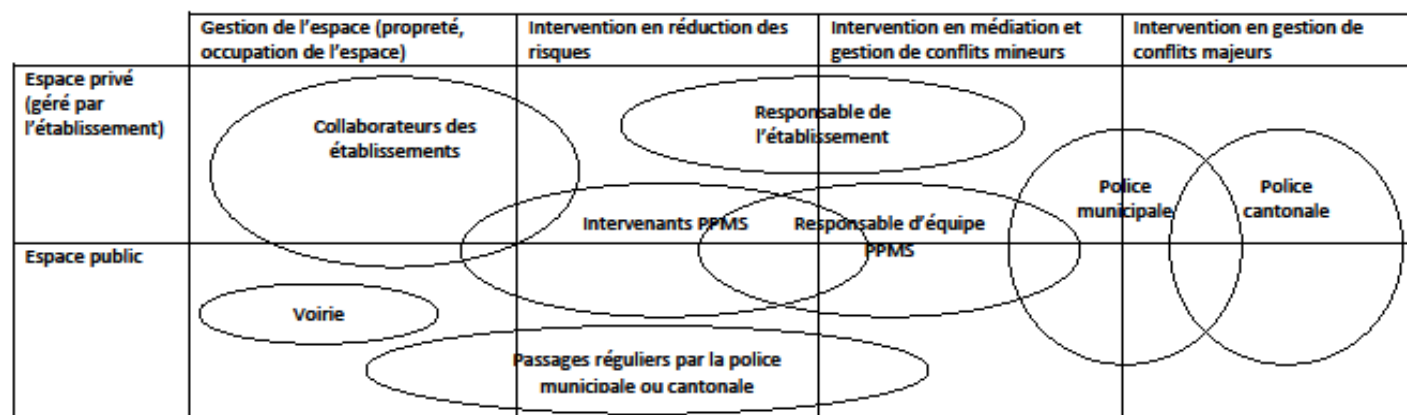 Gestion de l'espace (propreté,
occupation de l'espace)
Intervention en réduction des
risques
Intervention en médiation et
gestion de conflits mineurs
Intervention en gestion de
conflits majeurs
Espace privé
(géré par
l'établissement)
Collaborateurs des
établissements
Responsable de
l'établissement
Intervenants PPMS
Responsable d'équipe
PPMS
Police
municipale
Police
cantonale
Espace public
Voirie
Passages réguliers par la police
municipale ou cantonale